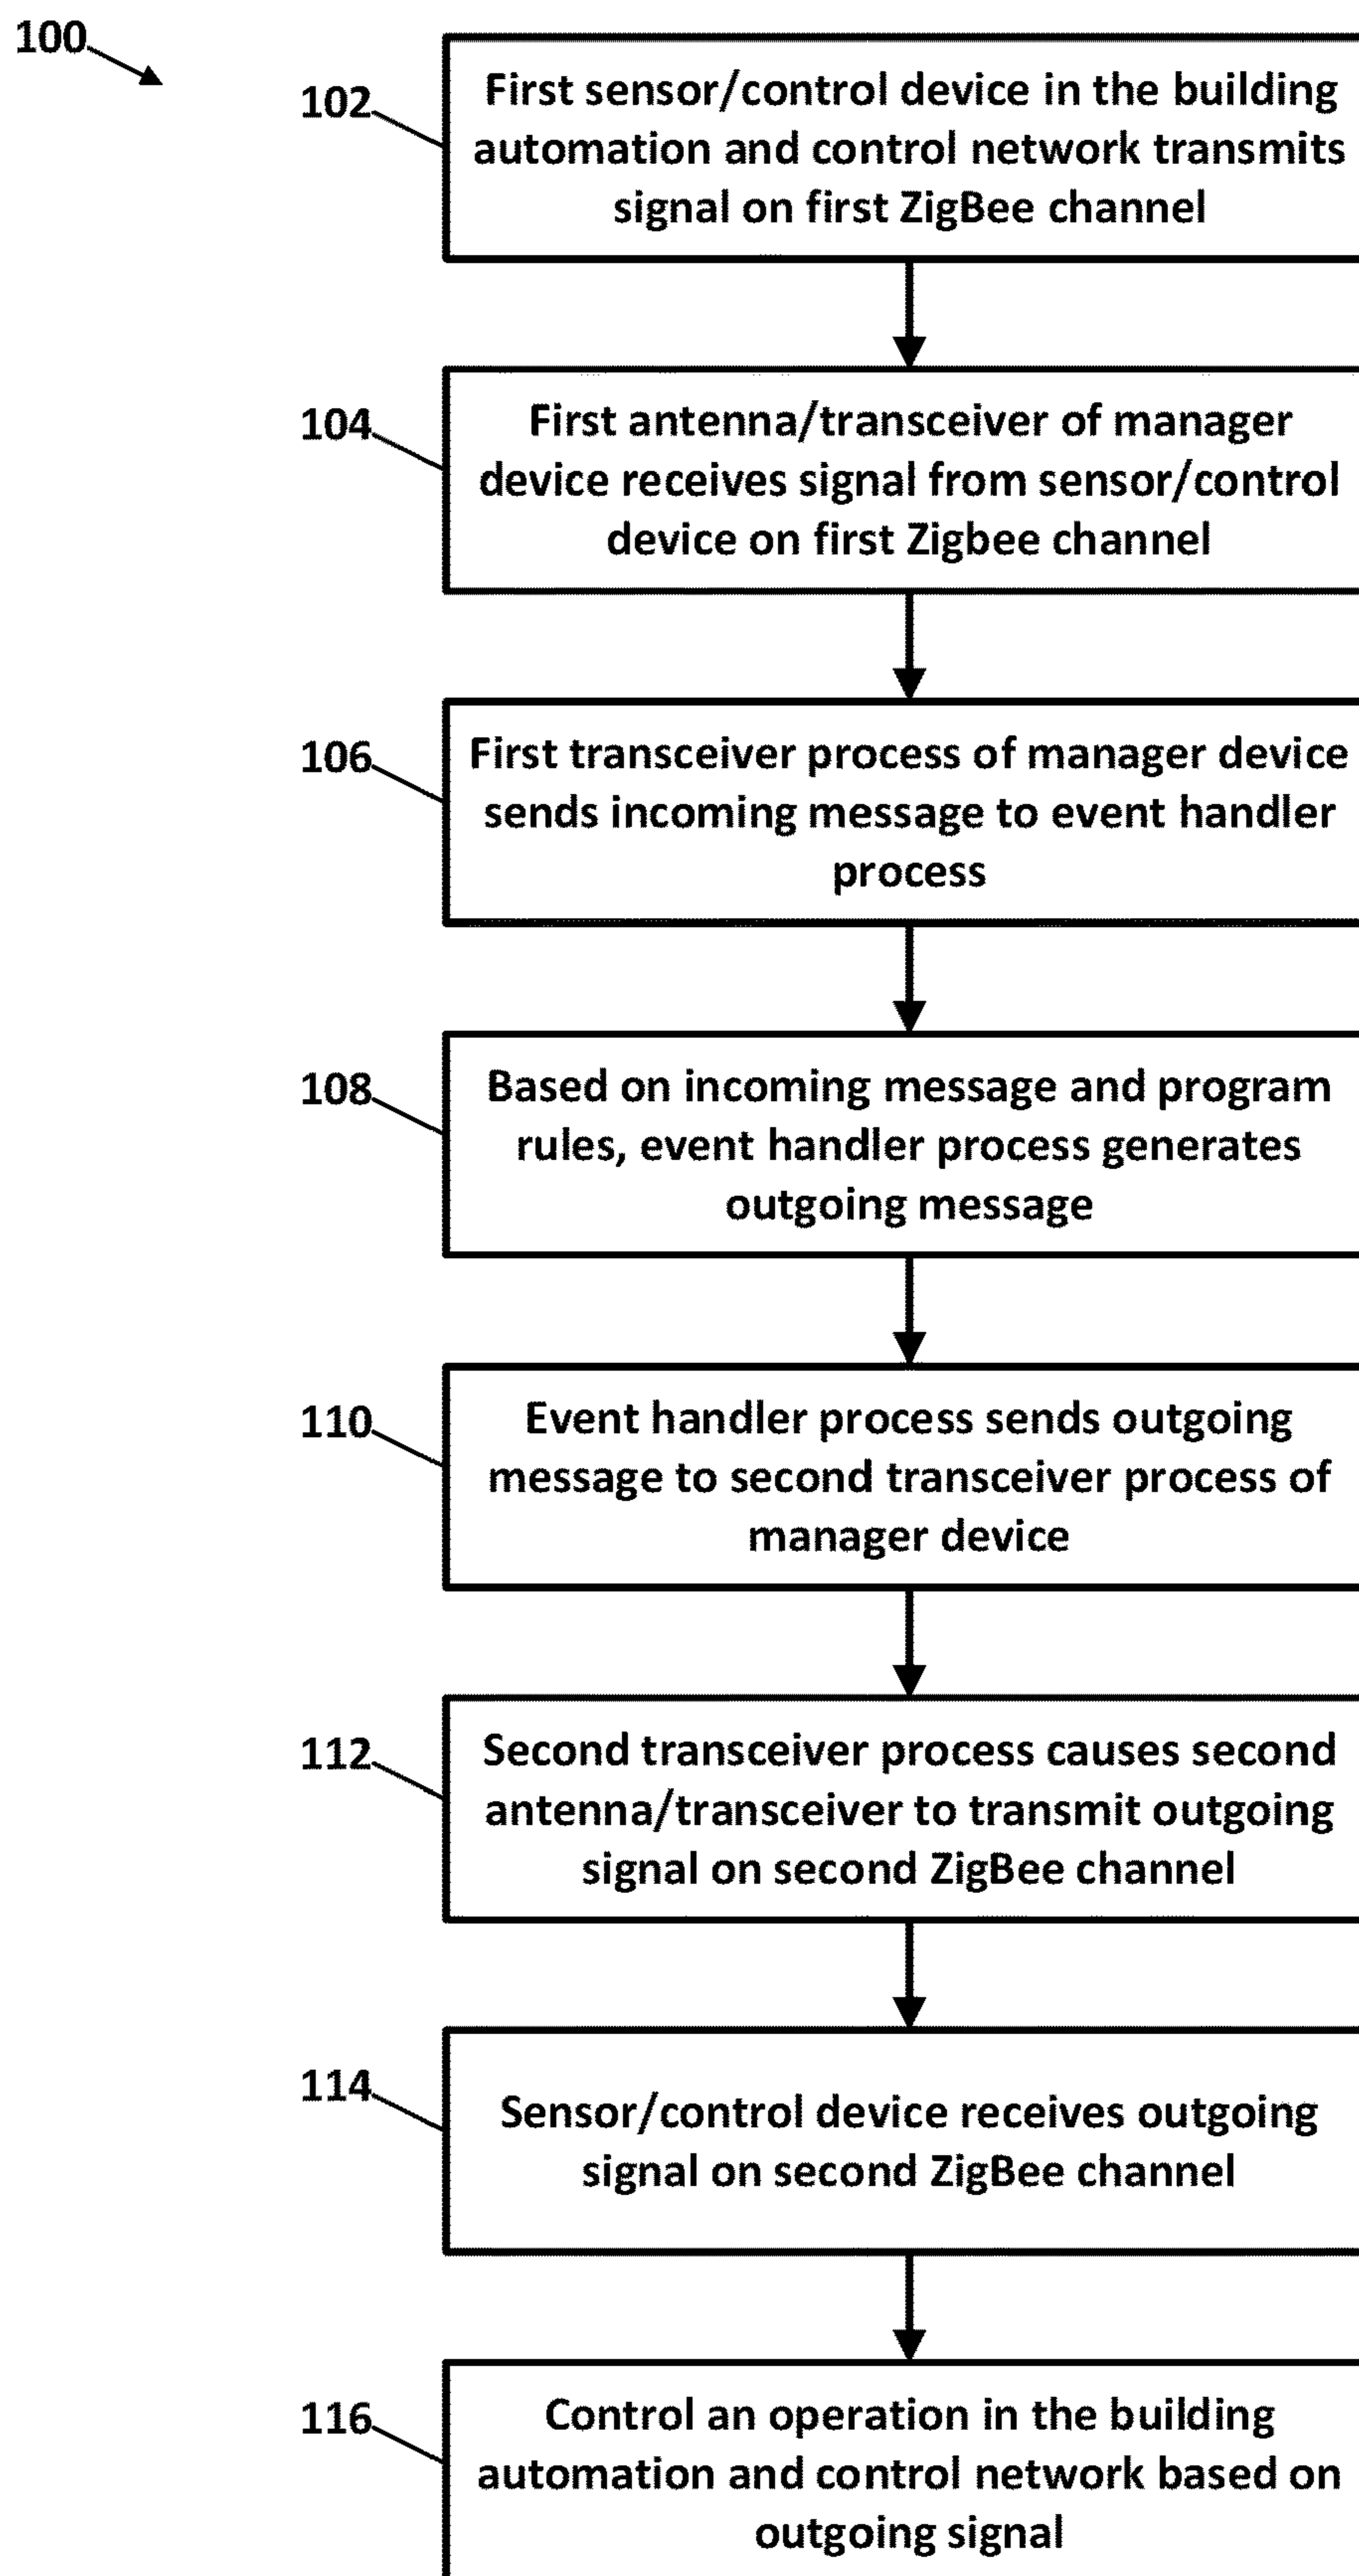 100
102
First sensor/control device in the building
automation and control network transmits
signal on first ZigBee channel
104
First antenna/transceiver of manager
device receives signal from sensor/control
device on first Zigbee channel
106
First transceiver process of manager device
sends incoming message to event handler
process
108
Based on incoming message and program
rules, event handler process generates
outgoing message
110
Event handler process sends outgoing
message to second transceiver process of
manager device
112
Second transceiver process causes second
antenna/transceiver to transmit outgoing
signal on second ZigBee channel
114
Sensor/control device receives outgoing
signal on second ZigBee channel
116
Control an operation in the building
automation and control network based on
outgoing signal